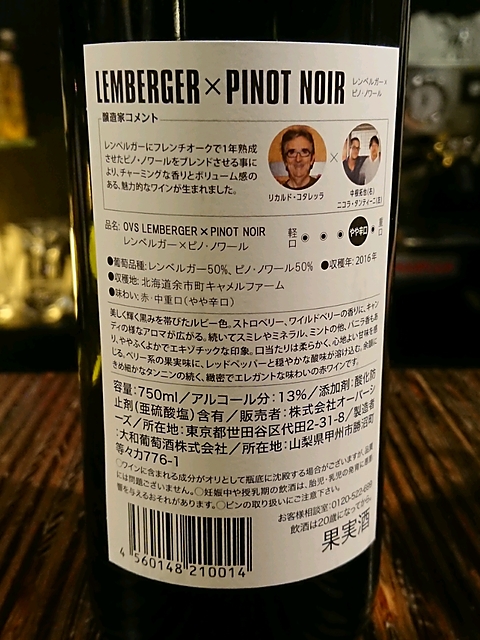 LEMBERGER×PINOT NOIR
レンベルガー×
ピノ・ノワール
醸造家コメント
レンベルガーにフレンチオークで1年熟成
させたピノ・ノワールをブレンドさせる事に
より、チャーミングな香りとボリューム感の
ある、魅力的なワインが生まれました。
×
リカルド・コタレッラ
中根拓也(右)
ニコラ・タンティーニ(左)
品名: OVS LEMBERGER×PINOT NOIR
レンベルガー×ピノ・ノワール
軽口
やや辛口
重口
●葡萄品種:レンベルガー50%、ピノ・ノワール50% ●収穫年:2016年
●収穫地:北海道余市町キャメルファーム
●味わい:赤・中重口(やや辛口)
美しく輝く黒みを帯びたルビー色。ストロベリー、ワイルドベリーの香りに、キャン
ディの様なアロマが広がる。続いてスミレやミネラル、ミントの他、バニラ香もあ
り、ややふくよかでエキゾチックな印象。口当たりは柔らかく、心地よい甘味を感
じる。ベリー系の果実味に、レッドペッパーと穏やかな酸味が溶け込む。余韻に
きめ細かなタンニンの続く、緻密でエレガントな味わいの赤ワインです。
容量:750ml/アルコール分:13%/添加剤:酸化防
止剤(亜硫酸塩)含有/販売者:株式会社オーバーシ
ーズ/所在地:東京都世田谷区代田2-31-8/製造者
:大和葡萄酒株式会社/所在地:山梨県甲州市勝沼町
等々力776-1
○ワインに含まれる成分がオリとして瓶底に沈殿する場合がございますが、品質
には問題ございません。○妊娠中や授乳期の飲酒は、胎児・乳児の発育に悪影
響を与えるおそれがあります。○ビンの取り扱いにご注意下さい。
お客様相談室:0120-522-889
飲酒は20歳になってから。
果実酒
4 560148 210014